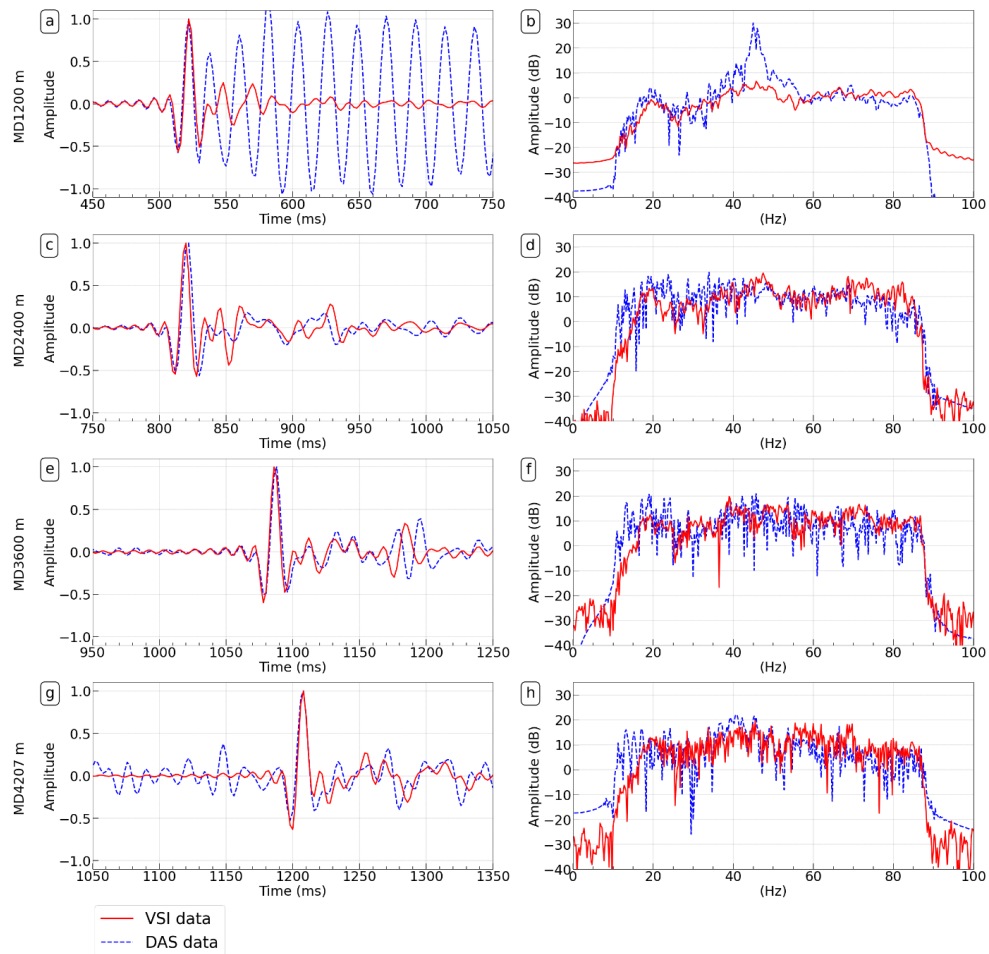 a
MD1200 m
Amplitude
1.0
0.5
0.0
−0.5
−1.0
450 500 550 600 650 700 750
Time (ms)
b
Amplitude (dB)
30
20
10
0
−10
−20
−30
−40
0 20 40 60 80 100
(Hz)
c
MD2400 m
Amplitude
1.0
0.5
0.0
−0.5
−1.0
750 800 850 900 950 1000 1050
Time (ms)
d
Amplitude (dB)
30
20
10
0
−10
−20
−30
−40
0 20 40 60 80 100
(Hz)
e
MD3600 m
Amplitude
1.0
0.5
0.0
−0.5
−1.0
950 1000 1050 1100 1150 1200 1250
Time (ms)
f
Amplitude (dB)
30
20
10
0
−10
−20
−30
−40
0 20 40 60 80 100
(Hz)
g
MD4207 m
Amplitude
1.0
0.5
0.0
−0.5
−1.0
1050 1100 1150 1200 1250 1300 1350
Time (ms)
h
Amplitude (dB)
30
20
10
0
−10
−20
−30
−40
0 20 40 60 80 100
(Hz)
VSI data
DAS data